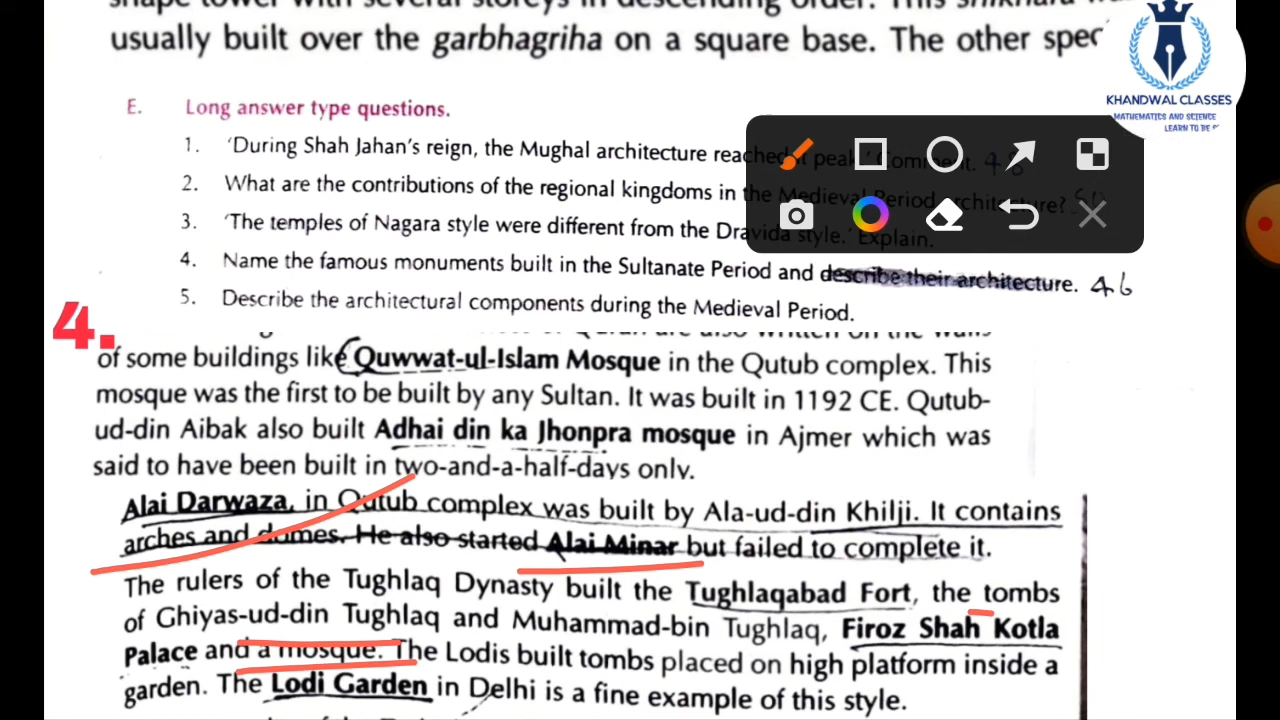 usually built over the garbhagriha on a square base. The other spec
KHANDWAL CLASSES
MATHEMATICS AND SCIENCE
LEARN TO BE
E. Long answer type questions.
1. 'During Shah Jahan's reign, the Mughal architecture reached it peak.' Comment. 48
2. What are the contributions of the regional kingdoms in the Medieval Period architecture?
3. 'The temples of Nagara style were different from the Dravida style.' Explain.
4. Name the famous monuments built in the Sultanate Period and describe their architecture. 46
5. Describe the architectural components during the Medieval Period.
4.
of some buildings like Quwwat-ul-Islam Mosque in the Qutub complex. This
mosque was the first to be built by any Sultan. It was built in 1192 CE. Qutub-
ud-din Aibak also built Adhai din ka Jhonpra mosque in Ajmer which was
said to have been built in two-and-a-half-days only.
Alai Darwaza, in Qutub complex was built by Ala-ud-din Khilji. It contains
arches and domes. He also started Alai Minar but failed to complete it.
The rulers of the Tughlaq Dynasty built the Tughlaqabad Fort, the tombs
of Ghiyas-ud-din Tughlaq and Muhammad-bin Tughlaq, Firoz Shah Kotla
Palace and a mosque. The Lodis built tombs placed on high platform inside a
garden. The Lodi Garden in Delhi is a fine example of this style.